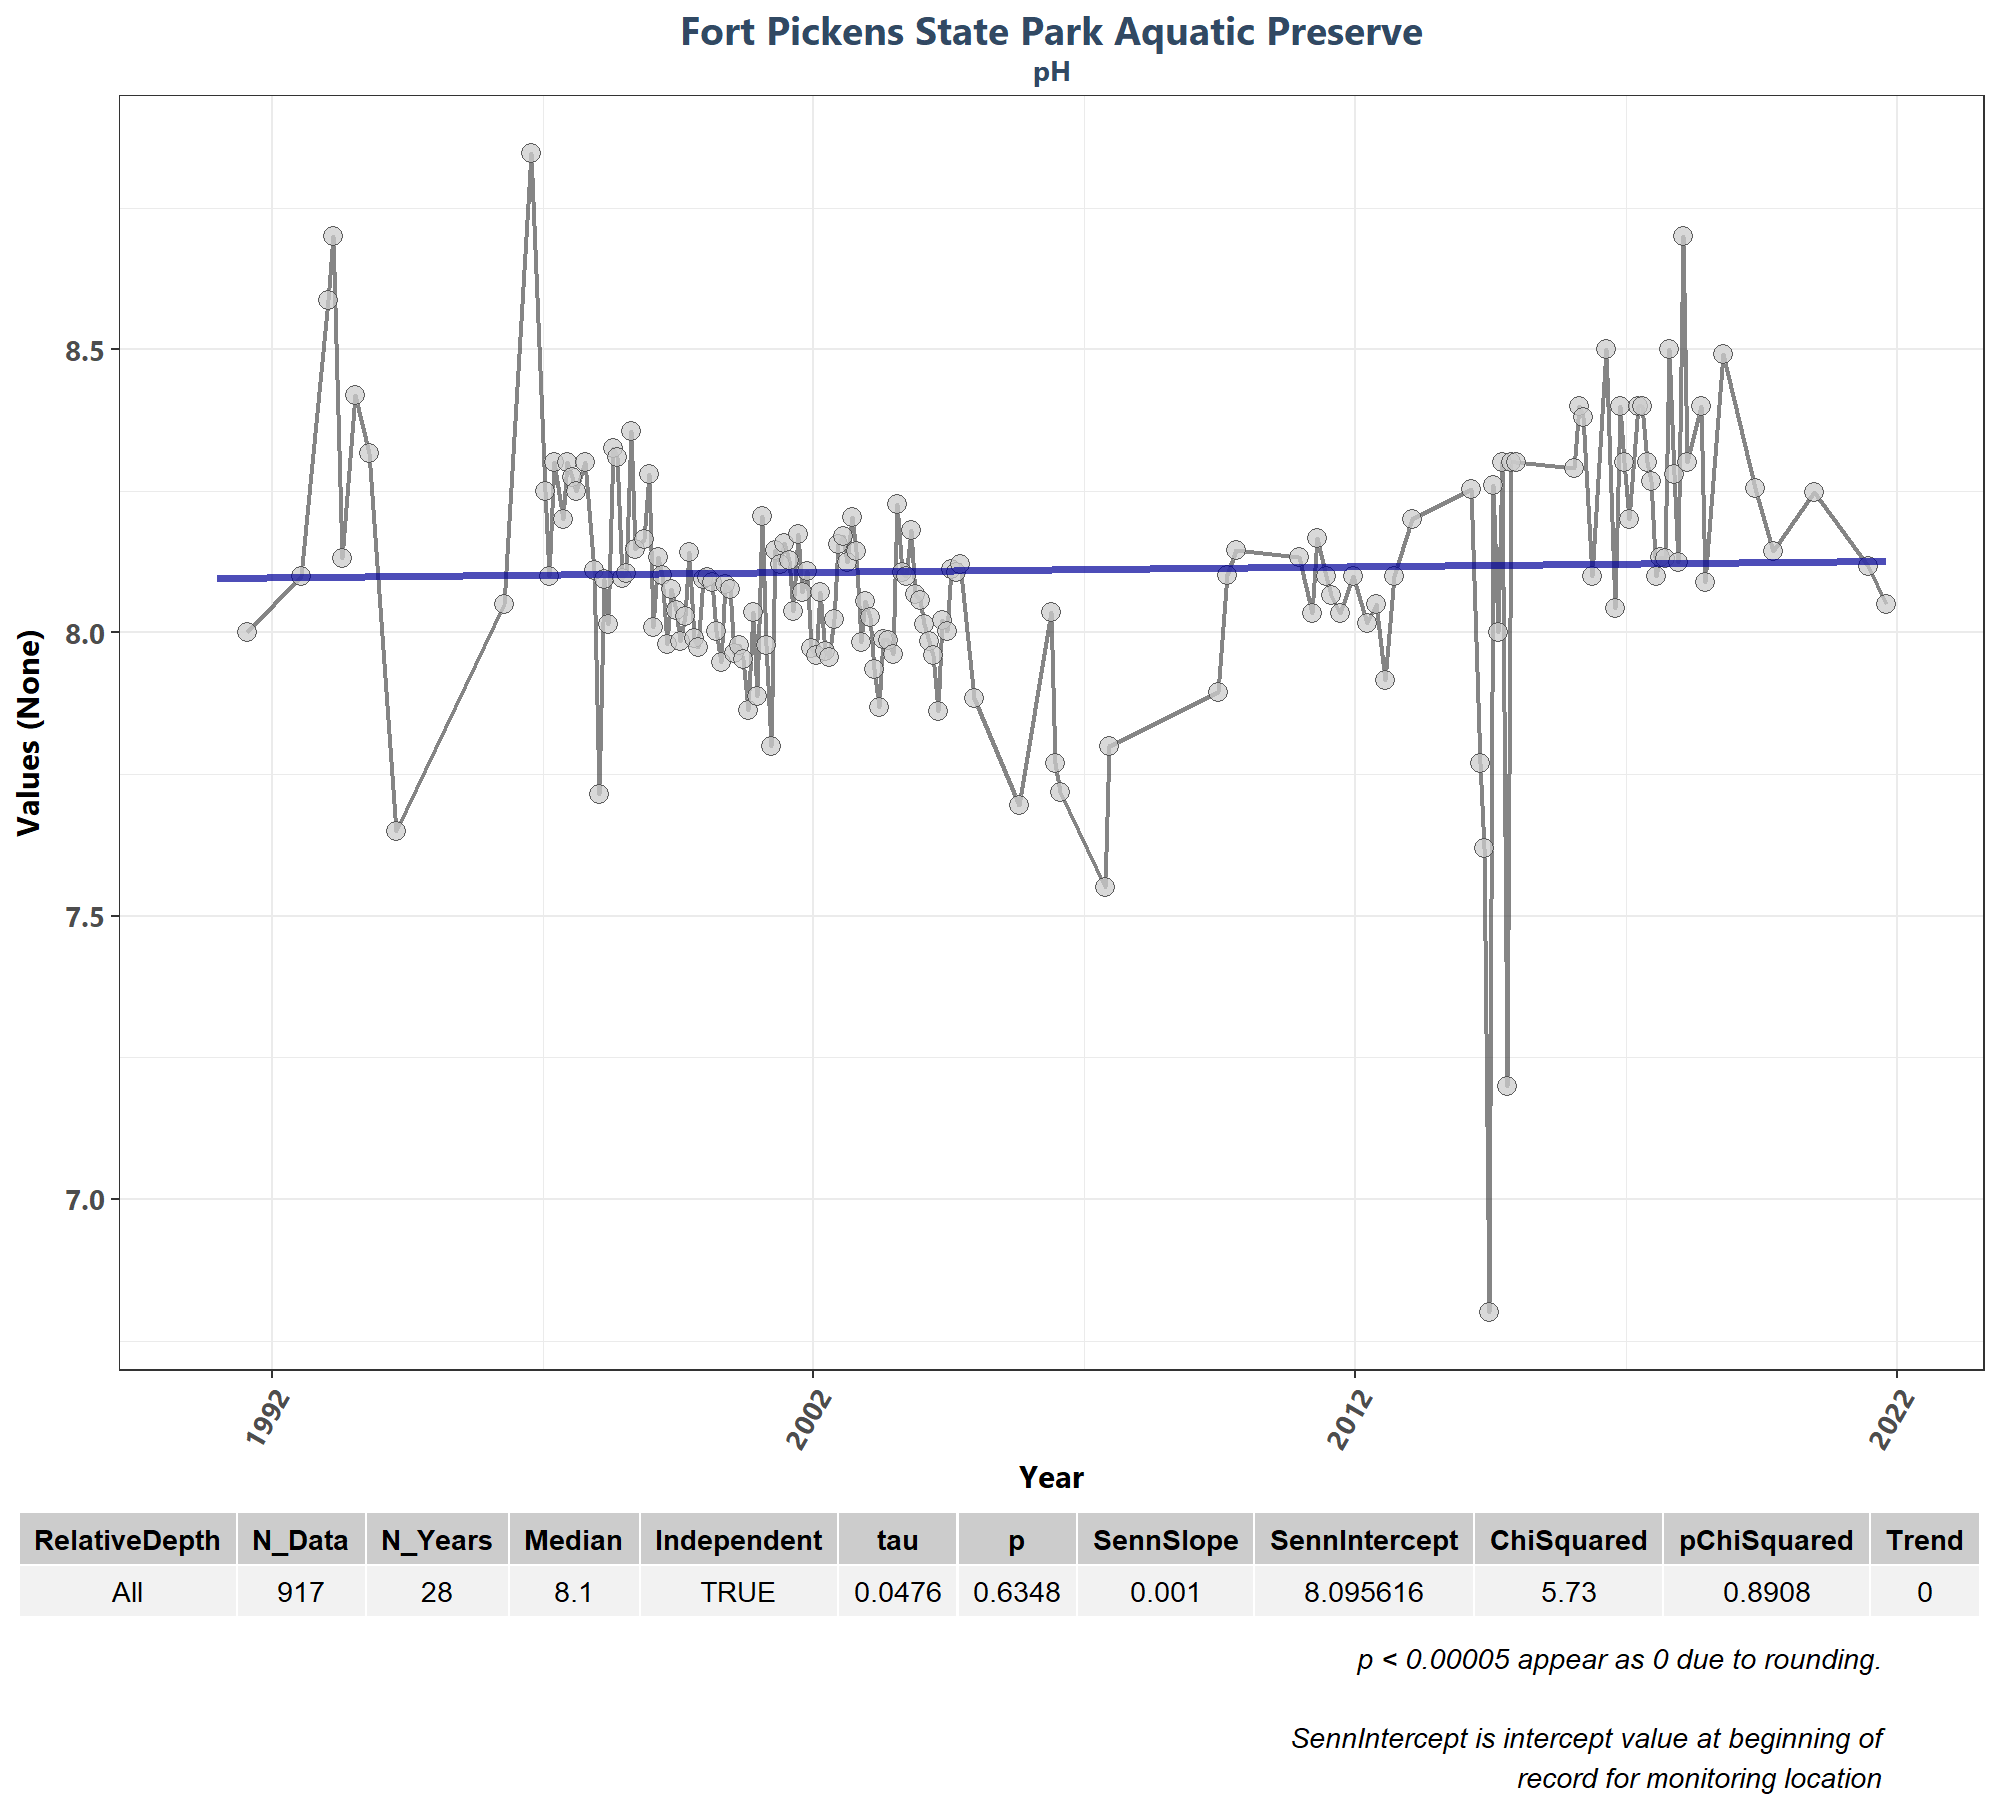 Fort Pickens State Park Aquatic Preserve
pH
Values (None)
8.5
8.0
7.5
7.0
1992
2002
2012
2022
Year
RelativeDepth N_Data N_Years Median Independent tau p SennSlope SennIntercept ChiSquared pChiSquared Trend
All 917 28 8.1 TRUE 0.0476 0.6348 0.001 8.095616 5.73 0.8908 0
p < 0.00005 appear as 0 due to rounding.
SennIntercept is intercept value at beginning of
record for monitoring location